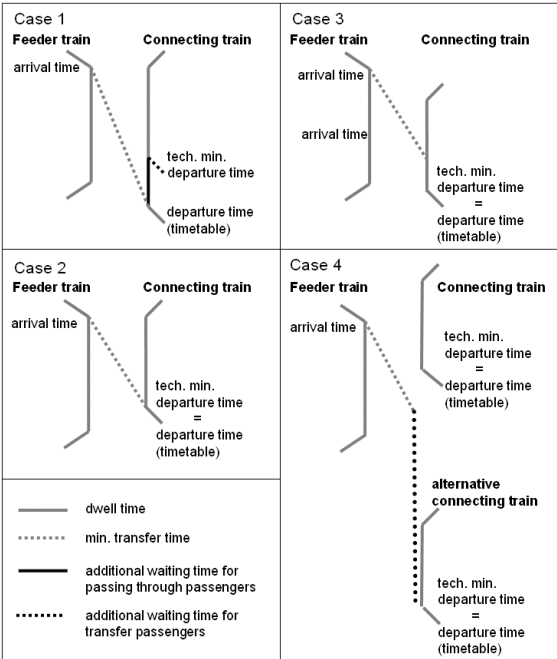 Case 1
Feeder train
Connecting train
arrival time
tech. min.
departure time
departure time
(timetable)
Case 3
Feeder train
Connecting train
arrival time
arrival time
tech. min.
departure time
=
departure time
(timetable)
Case 2
Feeder train
Connecting train
arrival time
tech. min.
departure time
=
departure time
(timetable)
Case 4
Feeder train
Connecting train
arrival time
tech. min.
departure time
=
departure time
(timetable)
alternative
connecting train
tech. min.
departure time
=
departure time
(timetable)
dwell time
min. transfer time
additional waiting time for
passing through passengers
additional waiting time for
transfer passengers